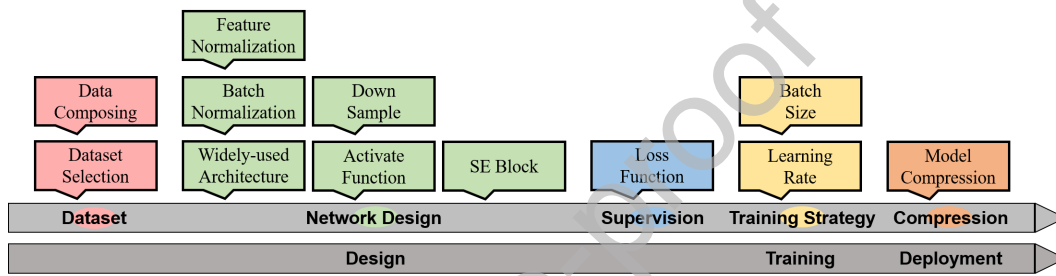 Feature
Normalization
Data
Composing
Batch
Normalization
Down
Sample
Batch
Size
Dataset
Selection
Widely-used
Architecture
Activate
Function
SE Block
Loss
Function
Learning
Rate
Model
Compression
Dataset
Network Design
Supervision
Training Strategy
Compression
Design
Training
Deployment
-proof